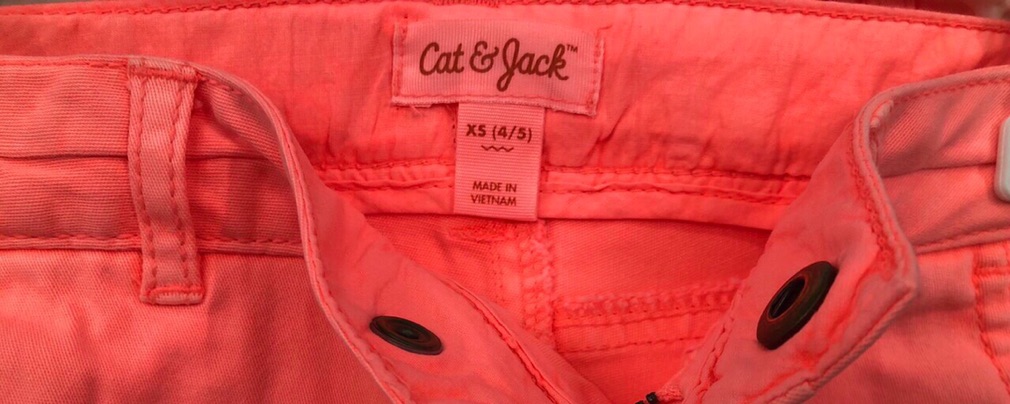 Cat & Jack™
XS (4/5)
MADE IN
VIETNAM